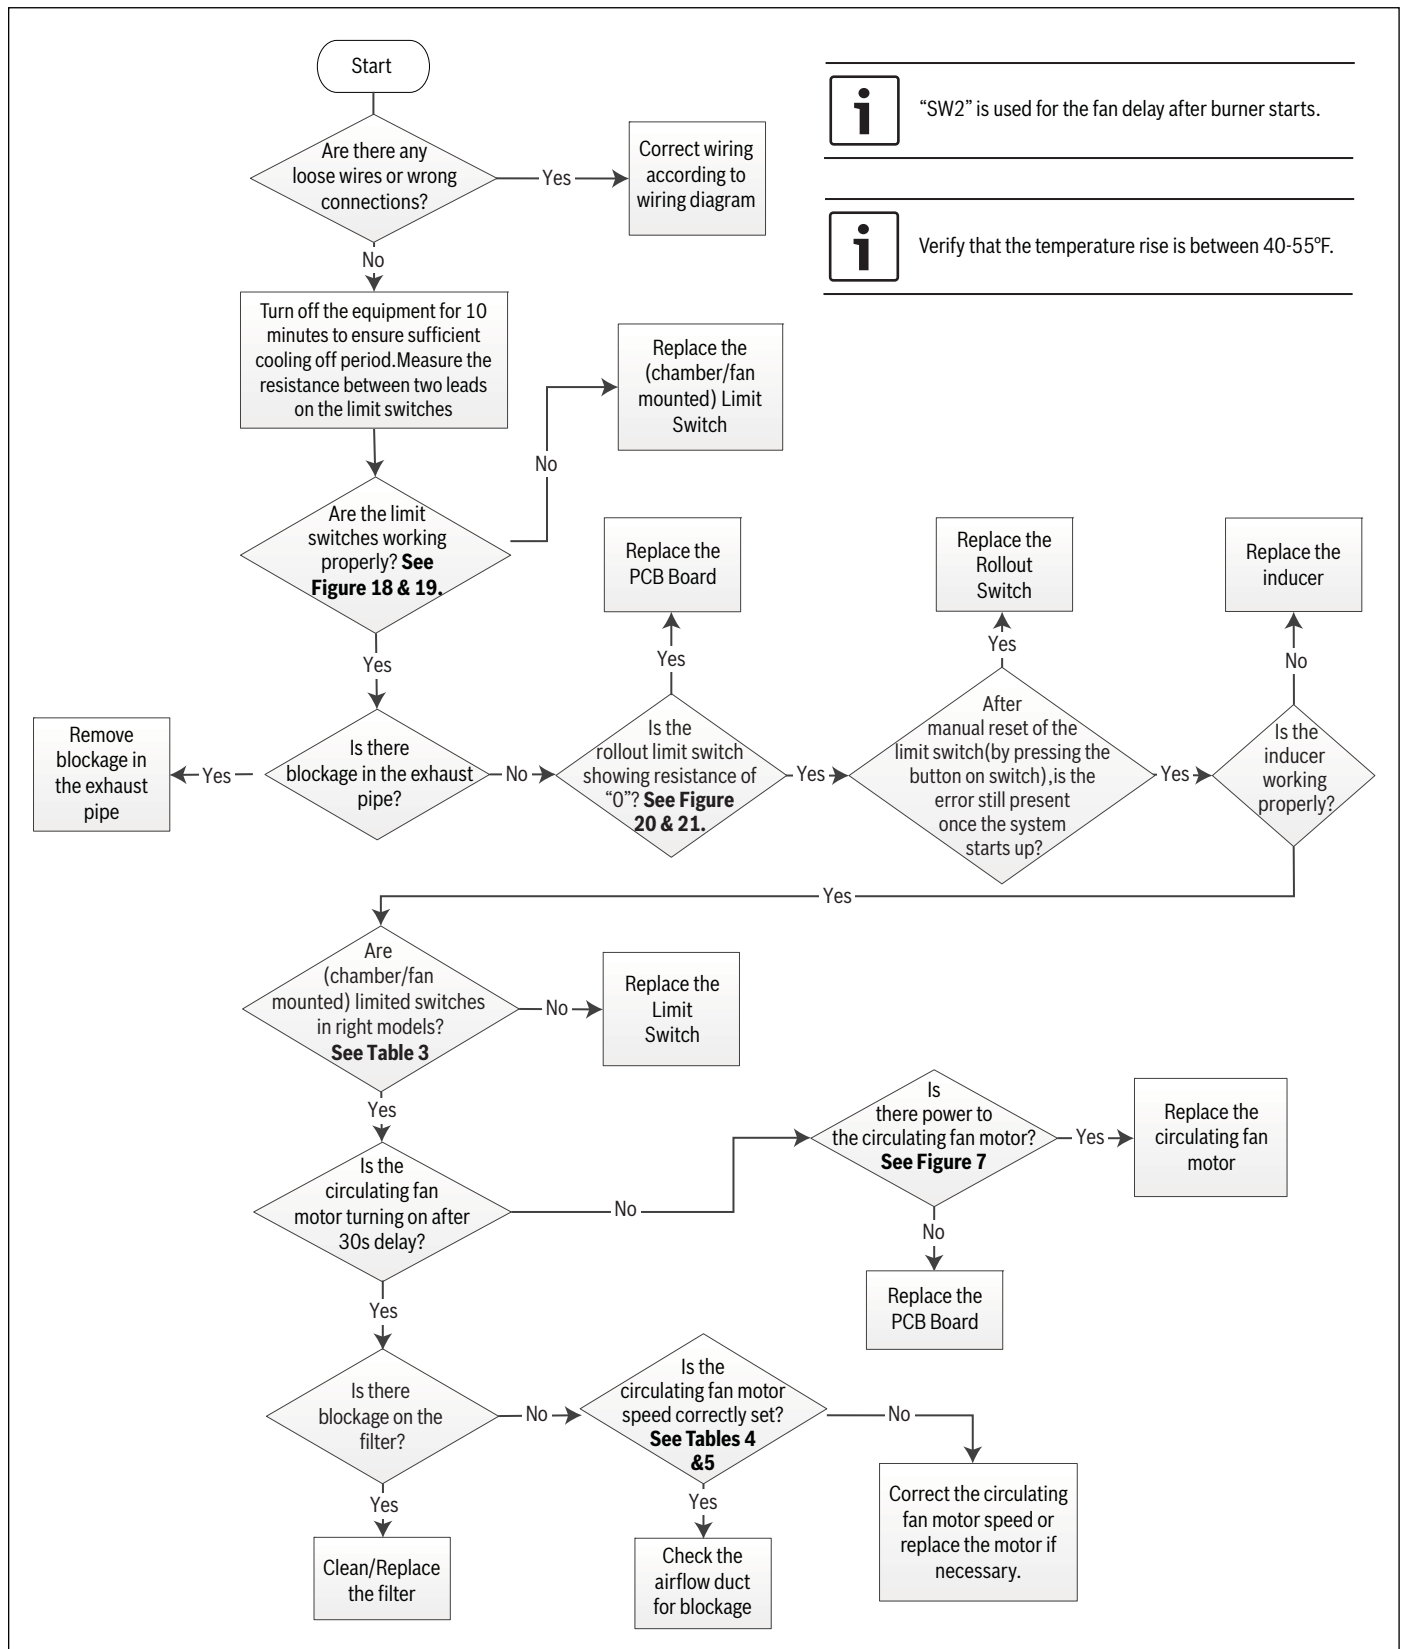 Start
"SW2" is used for the fan delay after burner starts.
Are there any
loose wires or wrong
connections?
Yes
Correct wiring
according to
wiring diagram
Verify that the temperature rise is between 40-55°F.
No
Turn off the equipment for 10
minutes to ensure sufficient
cooling off period.Measure the
resistance between two leads
on the limit switches
Replace the
(chamber/fan
mounted) Limit
Switch
No
Are the limit
switches working
properly? See
Figure 18 & 19.
Yes
Replace the
PCB Board
Yes
Replace the
Rollout
Switch
Yes
Replace the
inducer
No
Remove
blockage in
the exhaust
pipe
Yes
Is there
blockage in the exhaust
pipe?
No
Is the
rollout limit switch
showing resistance of
"0"? See Figure
20 & 21.
Yes
After
manual reset of the
limit switch(by pressing the
button on switch),is the
error still present
once the system
starts up?
Yes
Is the
inducer
working
properly?
Yes
Are
(chamber/fan
mounted) limited switches
in right models?
See Table 3
No
Replace the
Limit
Switch
Yes
Is the
circulating fan
motor turning on after
30s delay?
No
Is
there power to
the circulating fan motor?
See Figure 7
Yes
Replace the
circulating fan
motor
No
Replace the
PCB Board
Yes
Is there
blockage on the
filter?
No
Is the
circulating fan motor
speed correctly set?
See Tables 4
&5
No
Correct the circulating
fan motor speed or
replace the motor if
necessary.
Yes
Clean/Replace
the filter
Yes
Check the
airflow duct
for blockage